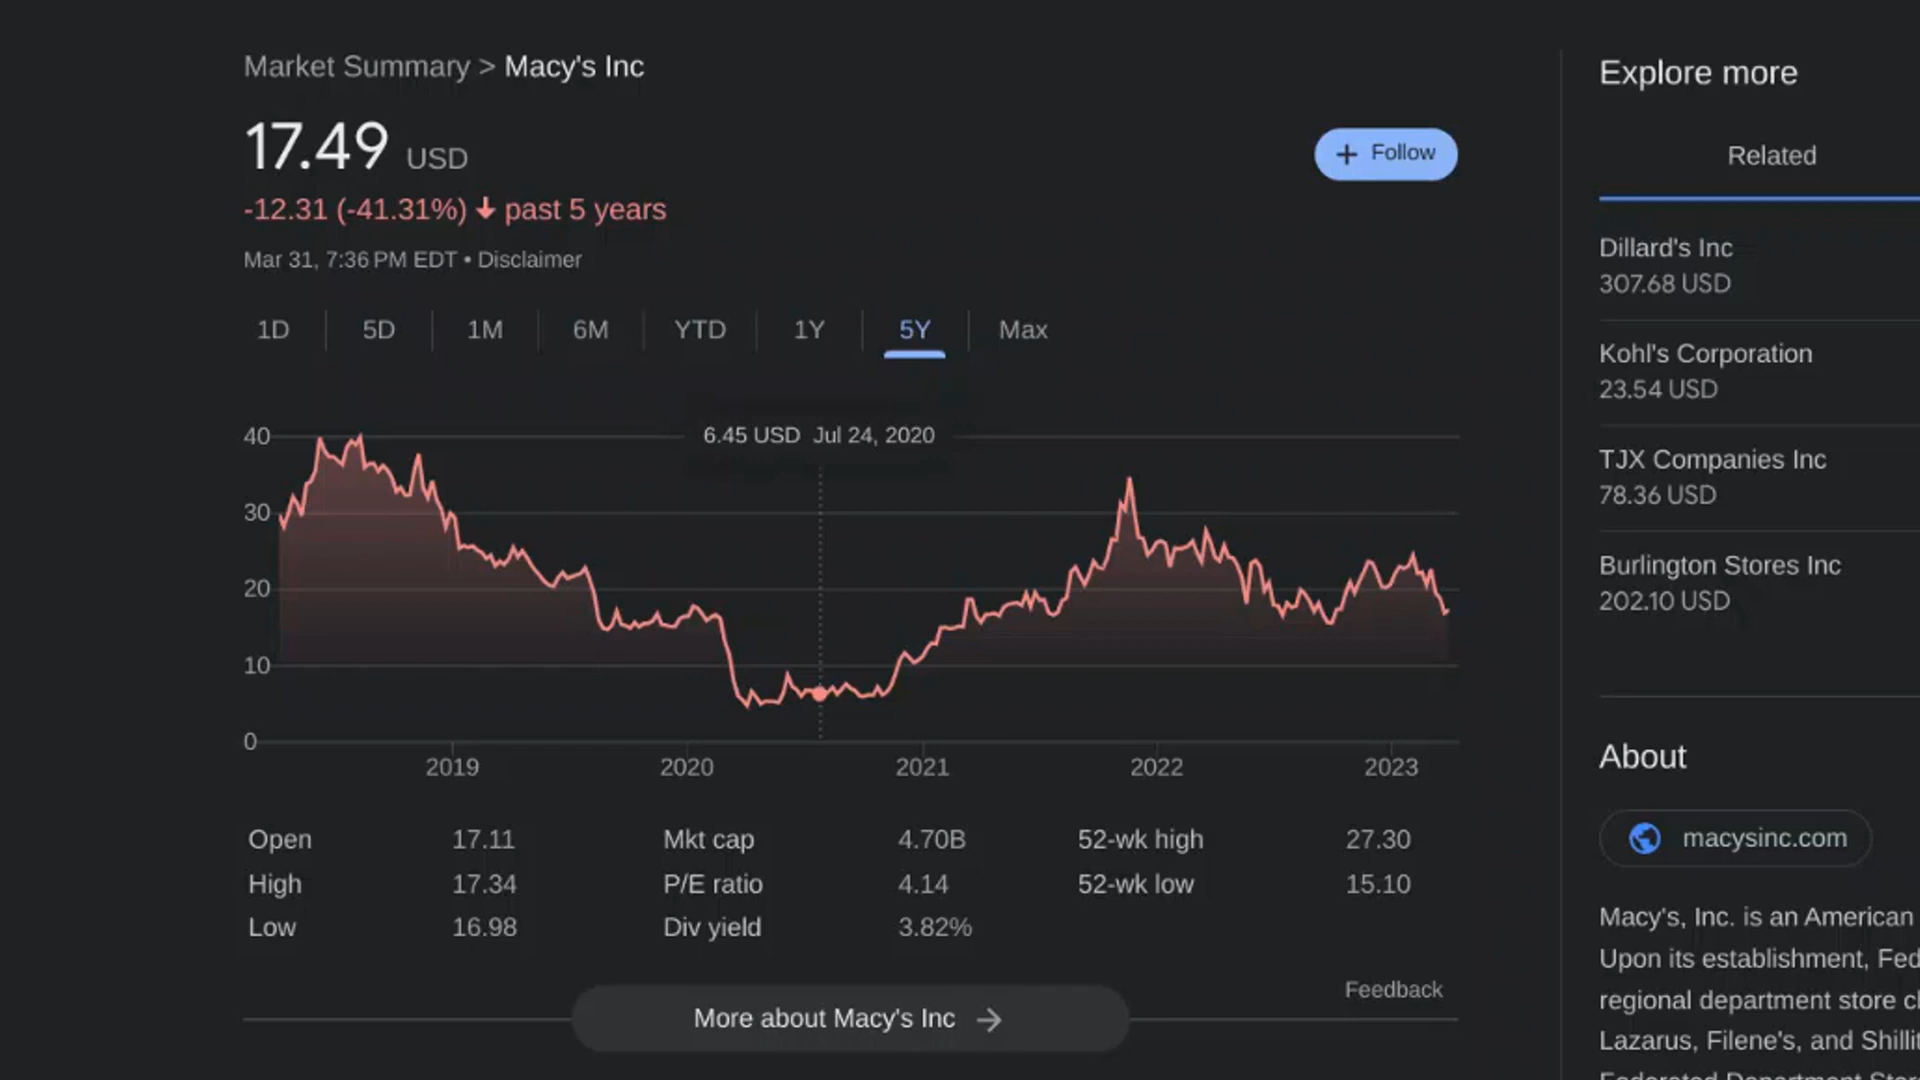 Market Summary > Macy's Inc
17.49 USD
-12.31 (-41.31%) past 5 years
Mar 31, 7:36 PM EDT • Disclaimer
+ Follow
1D 5D 1M 6M YTD 1Y 5Y Max
6.45 USD Jul 24, 2020
40
30
20
10
0
2019 2020 2021 2022 2023
Open 17.11 Mkt cap 4.70B 52-wk high 27.30
High 17.34 P/E ratio 4.14 52-wk low 15.10
Low 16.98 Div yield 3.82%
Feedback
More about Macy's Inc
Explore more
Related
Dillard's Inc
307.68 USD
Kohl's Corporation
23.54 USD
TJX Companies Inc
78.36 USD
Burlington Stores Inc
202.10 USD
About
macysinc.com
Macy's, Inc. is an American
Upon its establishment, Fed
regional department store
Lazarus, Filene's, and Shillit